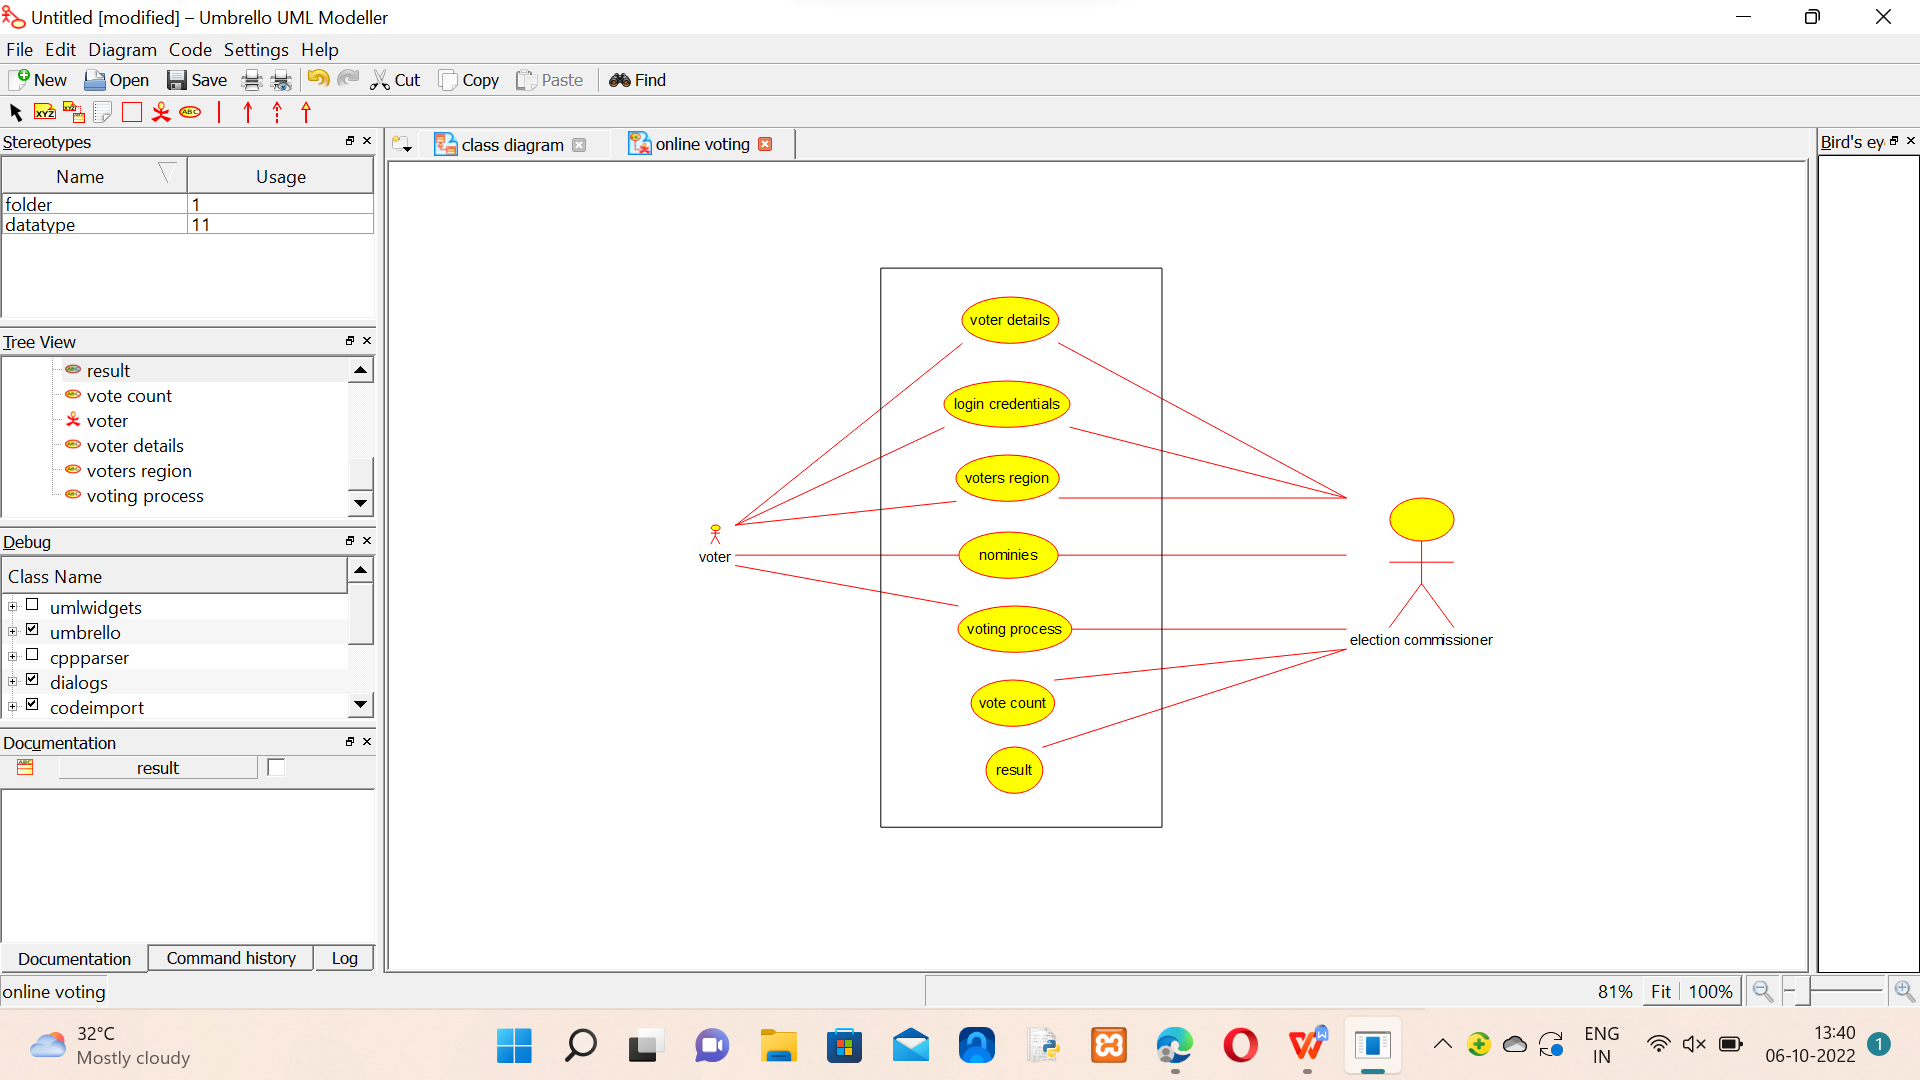 Untitled [modified] – Umbrello UML Modeller
File Edit Diagram Code Settings Help
New Open Save Cut Copy Paste Find
XYZ XYZ ABC
Stereotypes
Name Usage
folder 1
datatype 11
Tree View
result
vote count
voter
voter details
voters region
voting process
Debug
Class Name
umlwidgets
umbrello
cppparser
dialogs
codeimport
Documentation
result
Documentation Command history Log
class diagram online voting
voter details
login credentials
voters region
nominies
voting process
vote count
result
voter
election commissioner
Bird's ey
online voting
81% Fit 100%
32°C
Mostly cloudy
ENG
IN
13:40
06-10-2022
1